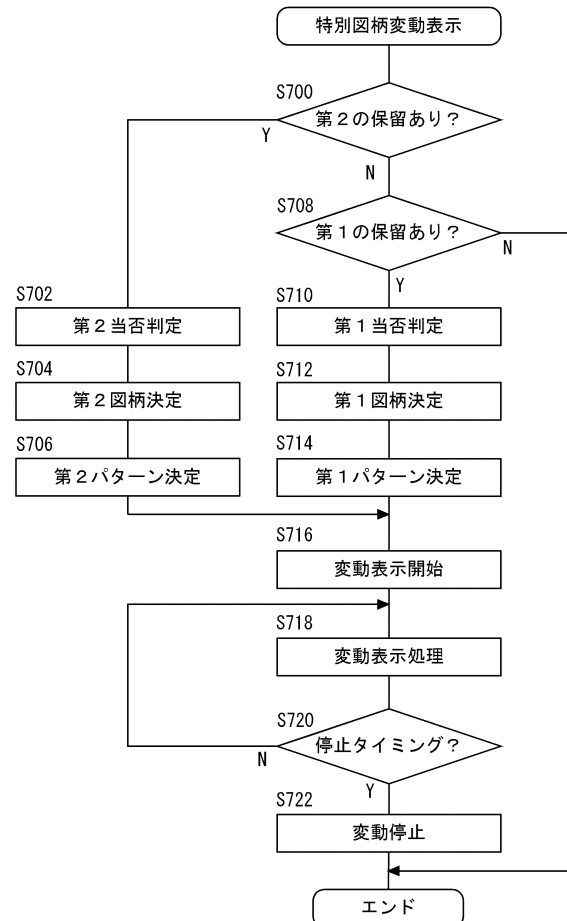 特別図柄変動表示
S700
第２の保留あり？
Y
N
S708
第１の保留あり？
N
Y
S702
第２当否判定
S710
第１当否判定
S704
第２図柄決定
S712
第１図柄決定
S706
第２パターン決定
S714
第１パターン決定
S716
変動表示開始
S718
変動表示処理
S720
停止タイミング？
N
Y
S722
変動停止
エンド